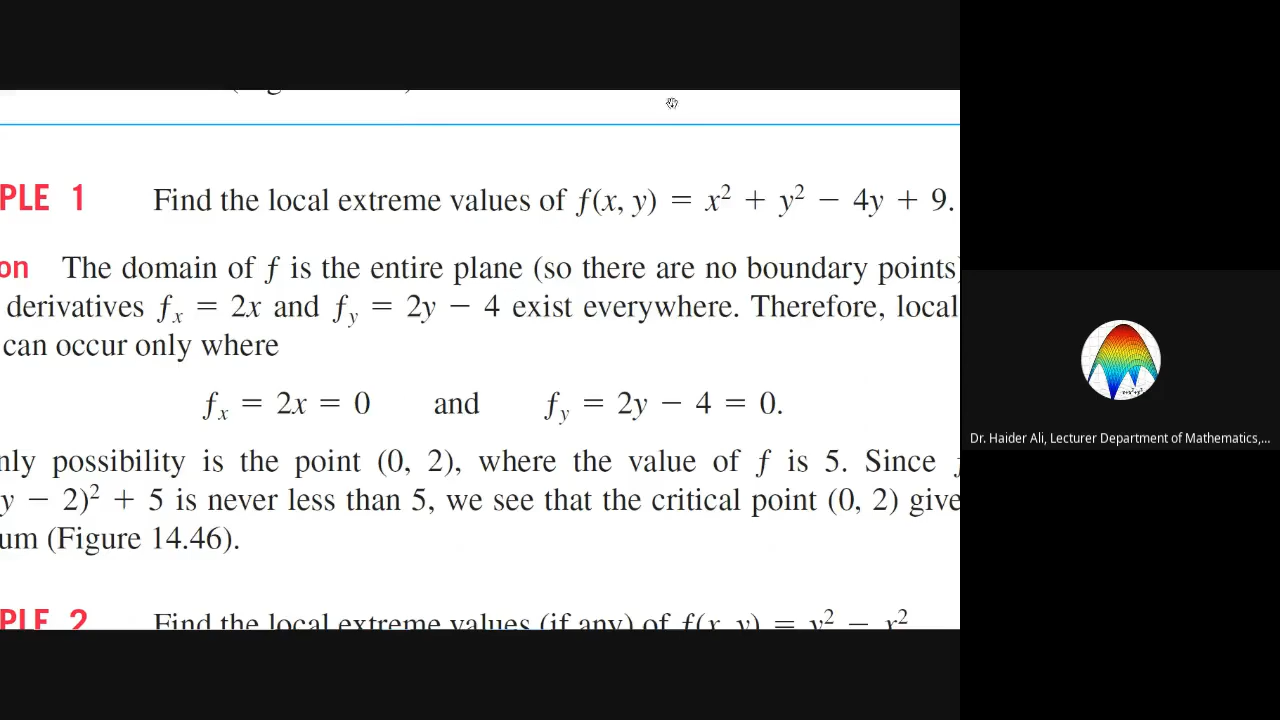 PLE 1 Find the local extreme values of f(x, y) = x² + y² − 4y + 9.
on The domain of f is the entire plane (so there are no boundary points)
derivatives fₓ = 2x and f_y = 2y − 4 exist everywhere. Therefore, local
can occur only where
fₓ = 2x = 0 and f_y = 2y − 4 = 0.
nly possibility is the point (0, 2), where the value of f is 5. Since f
y − 2)² + 5 is never less than 5, we see that the critical point (0, 2) give
um (Figure 14.46).
PLE 2 Find the local extreme values (if any) of f(x, y) = y² − x²
Dr. Haider Ali, Lecturer Department of Mathematics,...